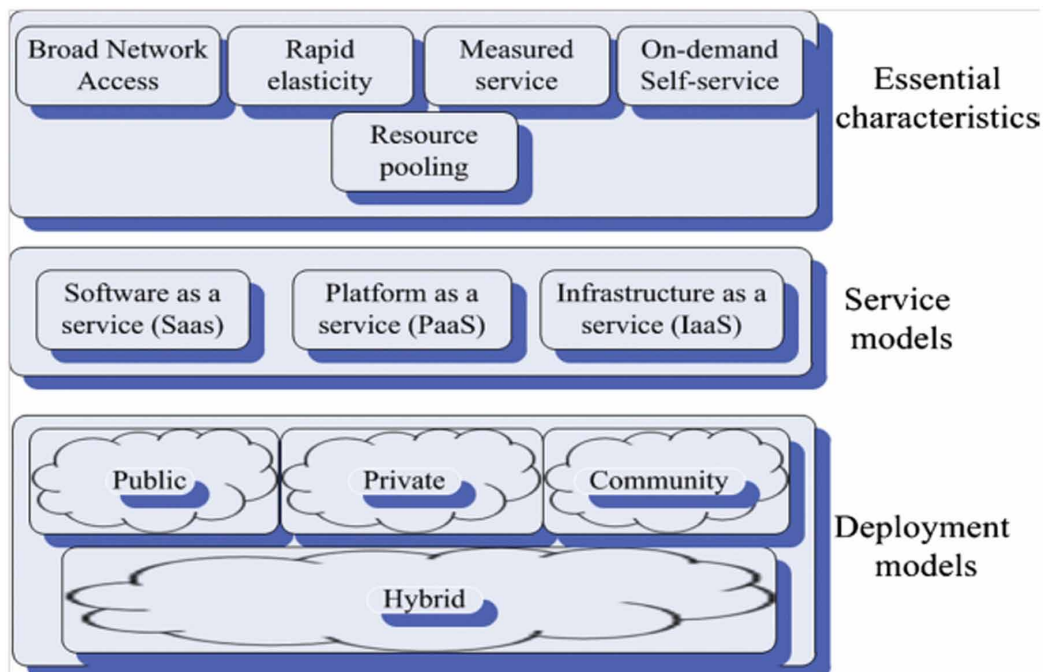 Broad Network
Access
Rapid
elasticity
Measured
service
On-demand
Self-service
Resource
pooling
Essential
characteristics
Software as a
service (Saas)
Platform as a
service (PaaS)
Infrastructure as a
service (IaaS)
Service
models
Public
Private
Community
Hybrid
Deployment
models